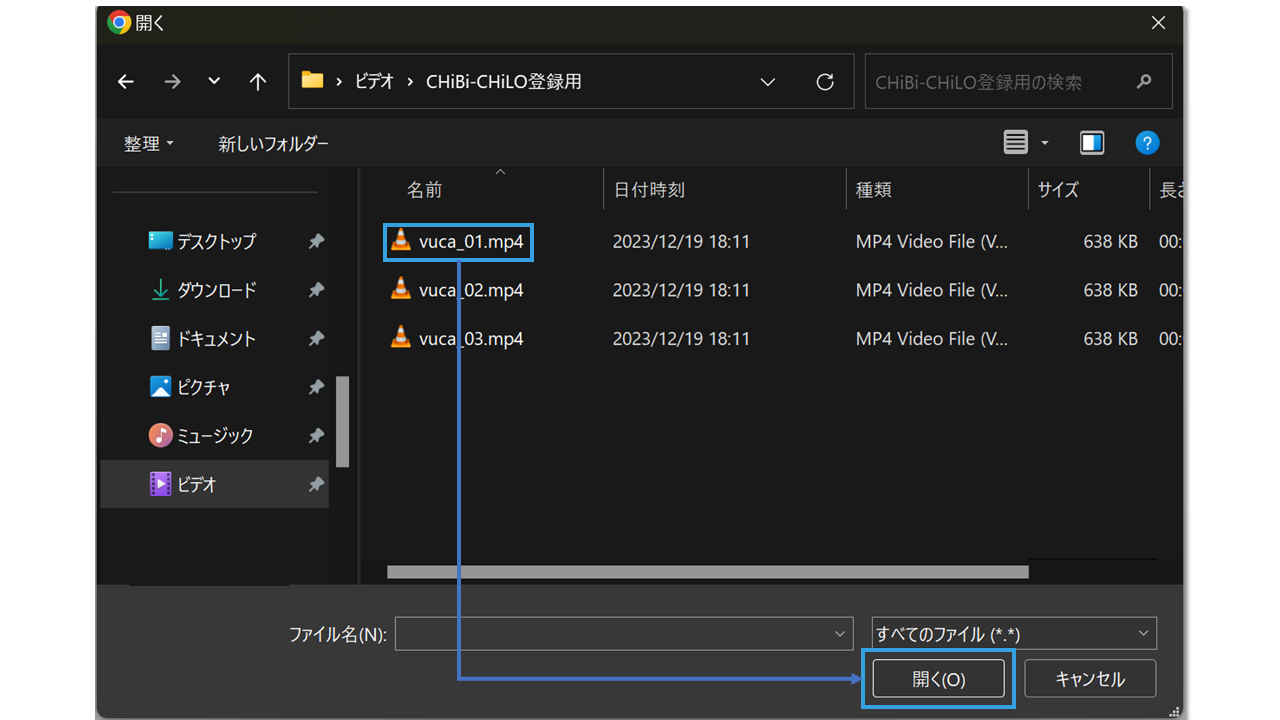 開く
ビデオ › CHiBi-CHiLO登録用
CHiBi-CHiLO登録用の検索
整理
新しいフォルダー
?
名前 日付時刻 種類 サイズ 長さ
デスクトップ
ダウンロード
ドキュメント
ピクチャ
ミュージック
ビデオ
vuca_01.mp4 2023/12/19 18:11 MP4 Video File (V... 638 KB 00:
vuca_02.mp4 2023/12/19 18:11 MP4 Video File (V... 638 KB 00:
vuca_03.mp4 2023/12/19 18:11 MP4 Video File (V... 638 KB 00:
ファイル名(N):
すべてのファイル (*.*)
開く(O)
キャンセル